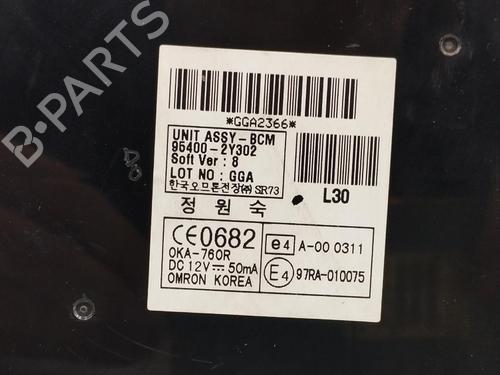 B-PARTS
*GGA2366*
UNIT ASSY-BCM
95400-2Y302
Soft Ver : 8
LOT NO : GGA
한국오므론전장㈜ SR73
L30
정 원 숙
CE0682
OKA-760R
DC 12V⎓50mA
OMRON KOREA
e4 A-00 0311
E4 97RA-010075